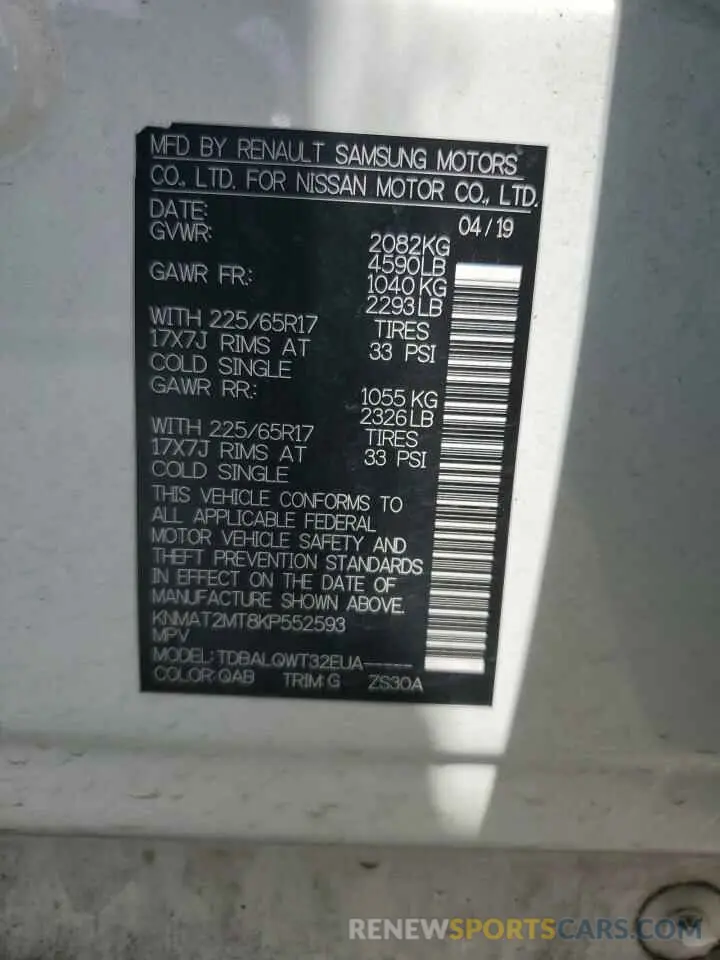 MFD BY RENAULT SAMSUNG MOTORS
CO., LTD. FOR NISSAN MOTOR CO., LTD.
DATE: 04/19
GVWR: 2082KG
4590LB
GAWR FR.: 1040 KG
2293 LB
WITH 225/65R17 TIRES
17X7J RIMS AT 33 PSI
COLD SINGLE
GAWR RR.: 1055 KG
2326LB
WITH 225/65R17 TIRES
17X7J RIMS AT 33 PSI
COLD SINGLE
THIS VEHICLE CONFORMS TO
ALL APPLICABLE FEDERAL
MOTOR VEHICLE SAFETY AND
THEFT PREVENTION STANDARDS
IN EFFECT ON THE DATE OF
MANUFACTURE SHOWN ABOVE.
KNMAT2MT8KP552593
MPV
MODEL: TDBALQWT32EUA-----
COLOR: QAB TRIM: G ZS30A
RENEWSPORTSCARS.COM